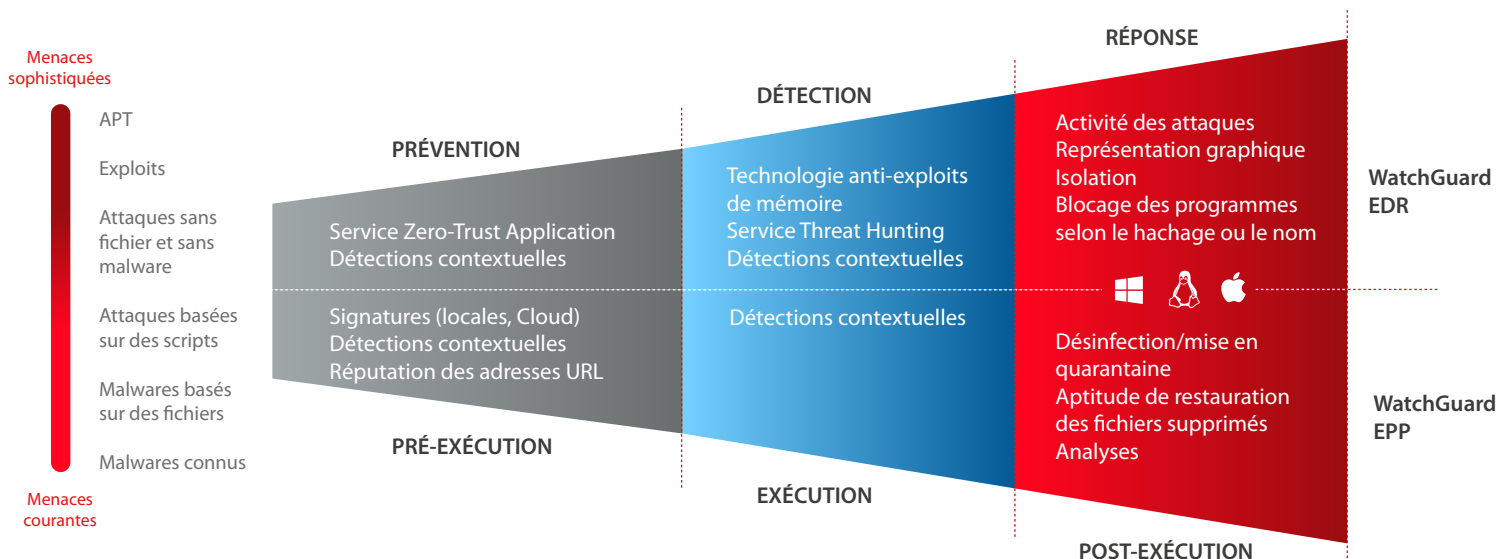 Menaces
sophistiquées
APT
Exploits
Attaques sans
fichier et sans
malware
Attaques basées
sur des scripts
Malwares basés
sur des fichiers
Malwares connus
Menaces
courantes
PRÉVENTION
Service Zero-Trust Application
Détections contextuelles
Signatures (locales, Cloud)
Détections contextuelles
Réputation des adresses URL
PRÉ-EXÉCUTION
DÉTECTION
Technologie anti-exploits
de mémoire
Service Threat Hunting
Détections contextuelles
Détections contextuelles
EXÉCUTION
RÉPONSE
Activité des attaques
Représentation graphique
Isolation
Blocage des programmes
selon le hachage ou le nom
Désinfection/mise en
quarantaine
Aptitude de restauration
des fichiers supprimés
Analyses
POST-EXÉCUTION
WatchGuard
EDR
WatchGuard
EPP